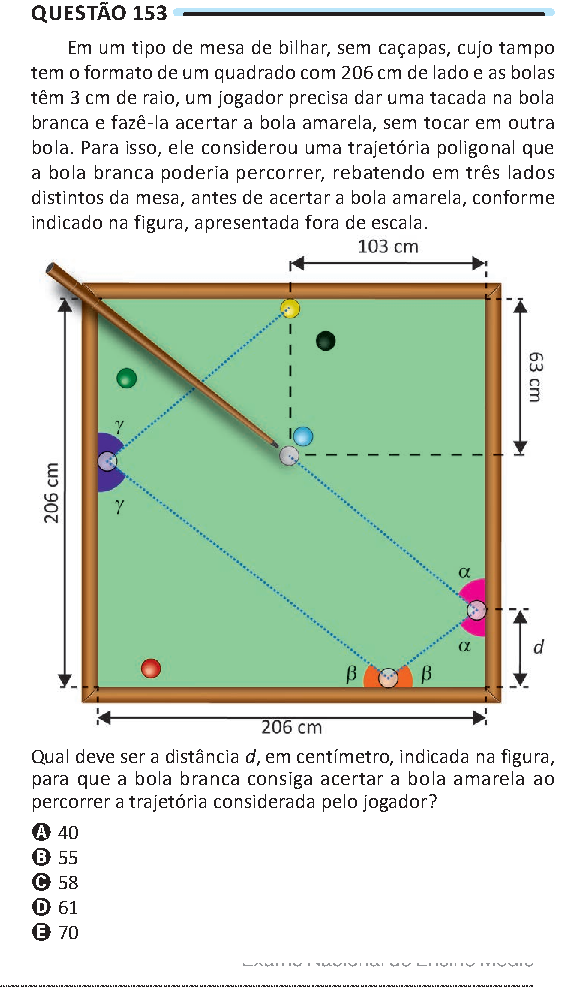 QUESTÃO 153
Em um tipo de mesa de bilhar, sem caçapas, cujo tampo
tem o formato de um quadrado com 206 cm de lado e as bolas
têm 3 cm de raio, um jogador precisa dar uma tacada na bola
branca e fazê-la acertar a bola amarela, sem tocar em outra
bola. Para isso, ele considerou uma trajetória poligonal que
a bola branca poderia percorrer, rebatendo em três lados
distintos da mesa, antes de acertar a bola amarela, conforme
indicado na figura, apresentada fora de escala.
103 cm
63 cm
γ
γ
206 cm
α
α
d
β β
206 cm
Qual deve ser a distância d, em centímetro, indicada na figura,
para que a bola branca consiga acertar a bola amarela ao
percorrer a trajetória considerada pelo jogador?
A 40
B 55
C 58
D 61
E 70